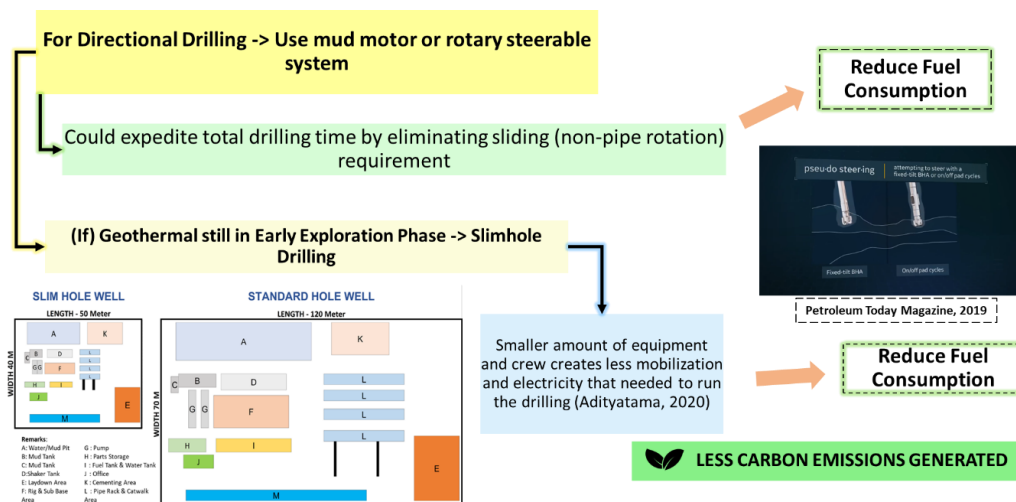 For Directional Drilling -> Use mud motor or rotary steerable
system
Could expedite total drilling time by eliminating sliding (non-pipe rotation)
requirement
Reduce Fuel
Consumption
pseudo steering
attempting to steer with a
fixed-tilt BHA or on/off pad cycles
Fixed-tilt BHA
On/off pad cycles
Petroleum Today Magazine, 2019
(If) Geothermal still in Early Exploration Phase -> Slimhole
Drilling
SLIM HOLE WELL
LENGTH - 50 Meter
WIDTH 40 M
A
K
B
C
D
L
GG
F
L
L
H
I
L
J
E
M
STANDARD HOLE WELL
LENGTH - 120 Meter
WIDTH 70 M
A
K
C
B
D
L
G
G
F
L
L
H
I
L
J
E
M
Remarks:
A: Water/Mud Pit
B: Mud Tank
C: Mud Tank
D:Shaker Tank
E: Laydown Area
F: Rig & Sub Base
Area
G : Pump
H : Parts Storage
I : Fuel Tank & Water Tank
J : Office
K : Cementing Area
L : Pipe Rack & Catwalk
Area
Smaller amount of equipment
and crew creates less mobilization
and electricity that needed to run
the drilling (Adityatama, 2020)
Reduce Fuel
Consumption
LESS CARBON EMISSIONS GENERATED